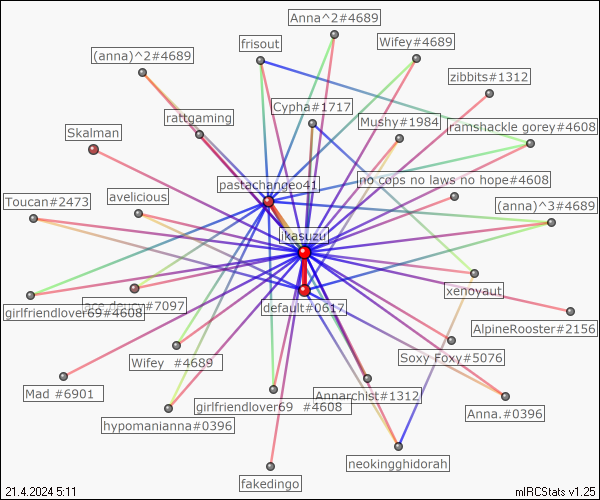 Anna^2#4689
frisout
Wifey#4689
(anna)^2#4689
zibbits#1312
Cypha#1717
rattgaming
Mushy#1984
ramshackle gorey#4608
Skalman
pastachangeo41
no cops no laws no hope#4608
Toucan#2473
avelicious
(anna)^3#4689
ikasuzu
xenoyaut
ace deucy#7097
girlfriendlover69#4608
default#0617
AlpineRooster#2156
Wifey #4689
Soxy Foxy#5076
Mad #6901
Annarchist#1312
girlfriendlover69 #4608
Anna.#0396
hypomanianna#0396
neokingghidorah
fakedingo
21.4.2024 5:11
mIRCStats v1.25